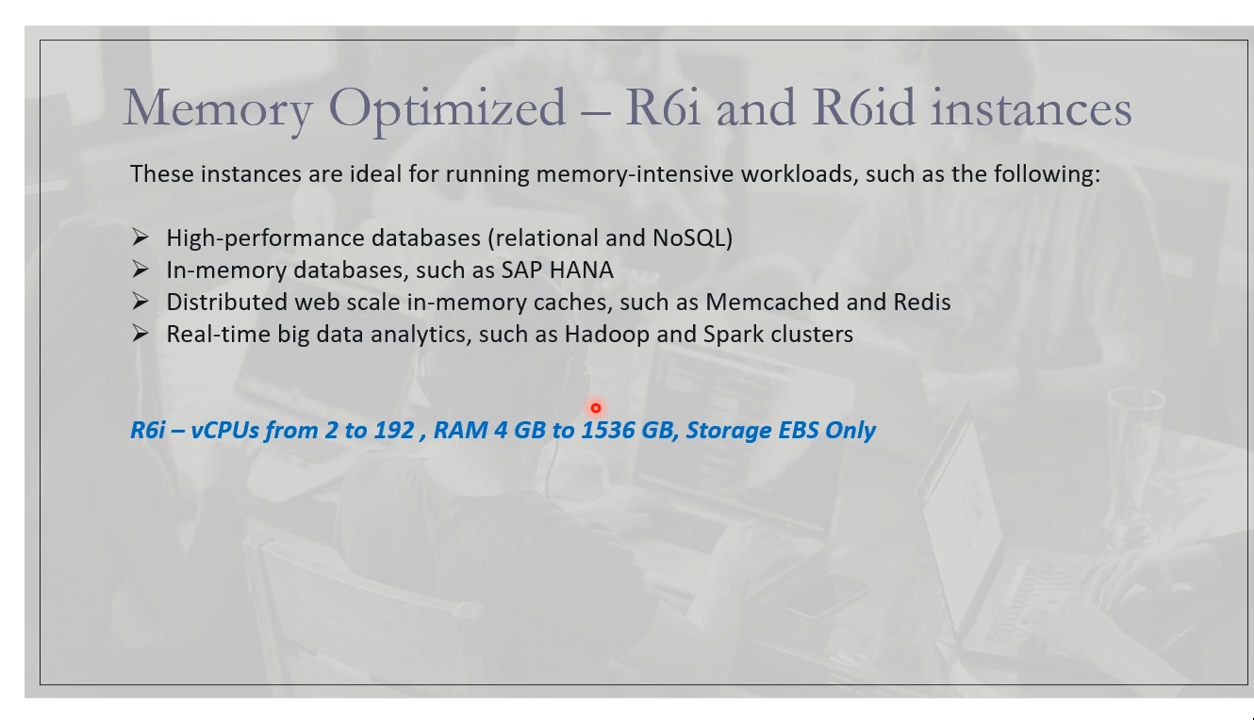 Memory Optimized – R6i and R6id instances
These instances are ideal for running memory-intensive workloads, such as the following:
➢ High-performance databases (relational and NoSQL)
➢ In-memory databases, such as SAP HANA
➢ Distributed web scale in-memory caches, such as Memcached and Redis
➢ Real-time big data analytics, such as Hadoop and Spark clusters
R6i – vCPUs from 2 to 192 , RAM 4 GB to 1536 GB, Storage EBS Only